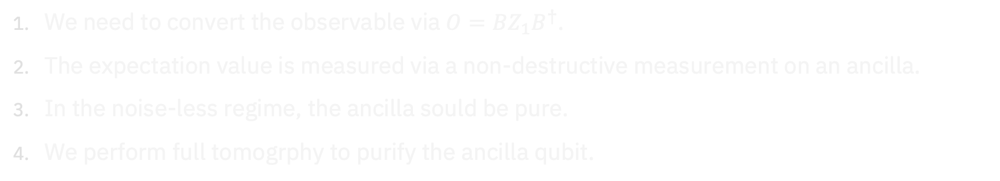 1. We need to convert the observable via O = BZ₁B†.
2. The expectation value is measured via a non-destructive measurement on an ancilla.
3. In the noise-less regime, the ancilla sould be pure.
4. We perform full tomogrphy to purify the ancilla qubit.